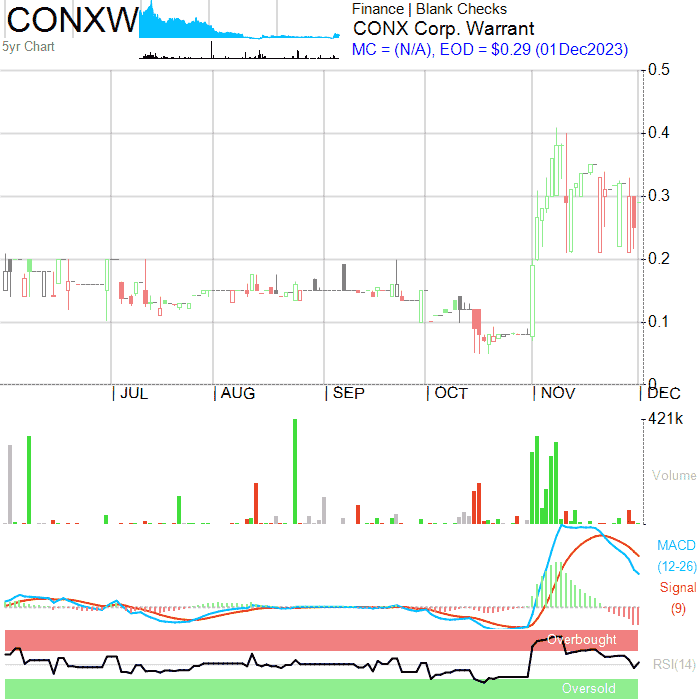 CONXW
5yr Chart
Finance | Blank Checks
CONX Corp. Warrant
MC = (N/A), EOD = $0.29 (01Dec2023)
0.5
0.4
0.3
0.2
0.1
0
JUL AUG SEP OCT NOV DEC
421k
Volume
MACD
(12-26)
Signal
(9)
Overbought
RSI(14)
Oversold